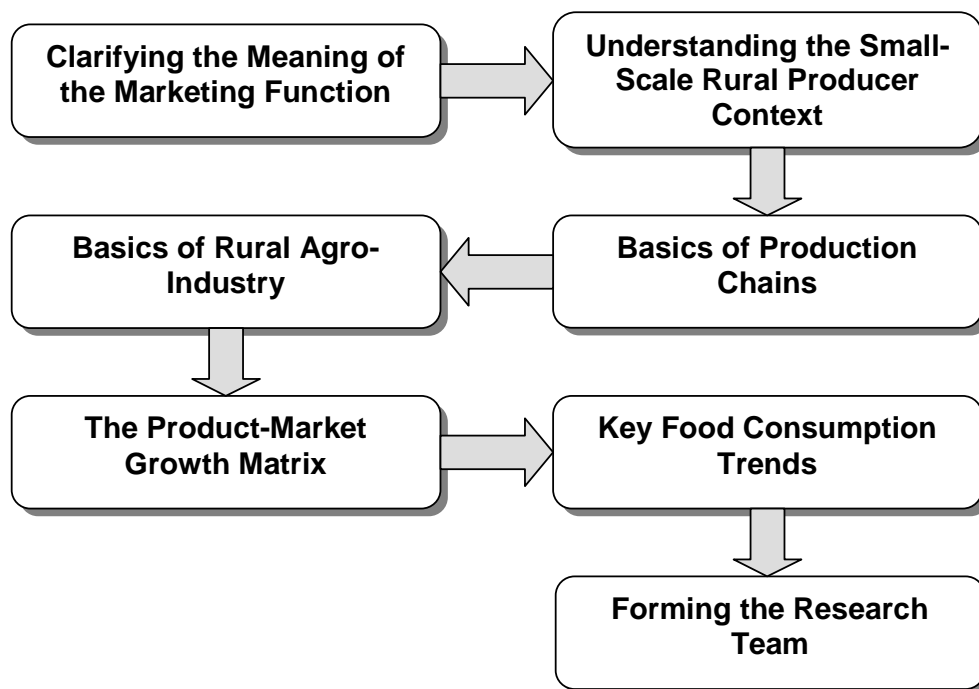 Clarifying the Meaning of
the Marketing Function
Understanding the Small-
Scale Rural Producer
Context
Basics of Production
Chains
Basics of Rural Agro-
Industry
The Product-Market
Growth Matrix
Key Food Consumption
Trends
Forming the Research
Team